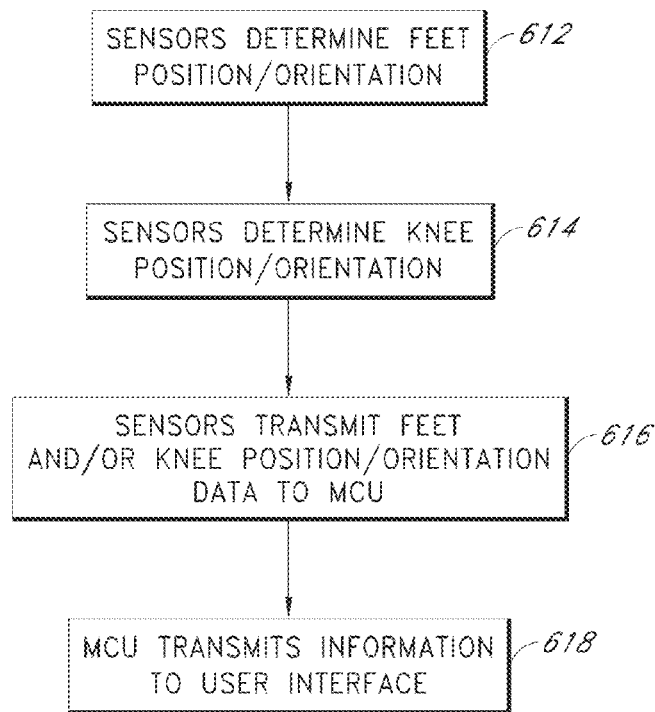 SENSORS DETERMINE FEET
POSITION/ORIENTATION
612
SENSORS DETERMINE KNEE
POSITION/ORIENTATION
614
SENSORS TRANSMIT FEET
AND/OR KNEE POSITION/ORIENTATION
DATA TO MCU
616
MCU TRANSMITS INFORMATION
TO USER INTERFACE
618